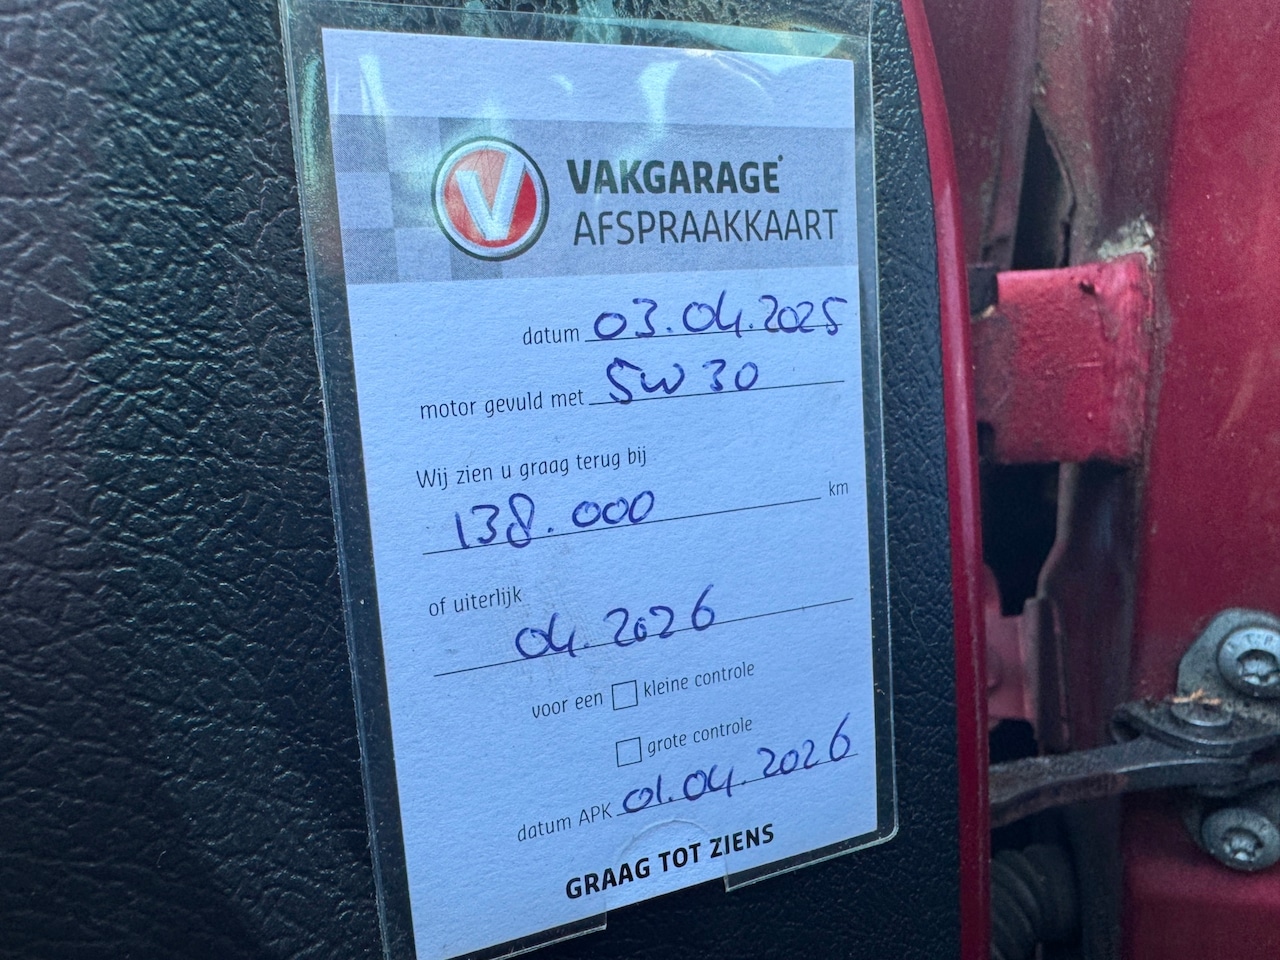 V
VAKGARAGE
AFSPRAAKKAART
datum 03.04.2025
motor gevuld met 5W30
Wij zien u graag terug bij
138.000 km
of uiterlijk
04.2026
voor een kleine controle
grote controle
datum APK 01.04.2026
GRAAG TOT ZIENS